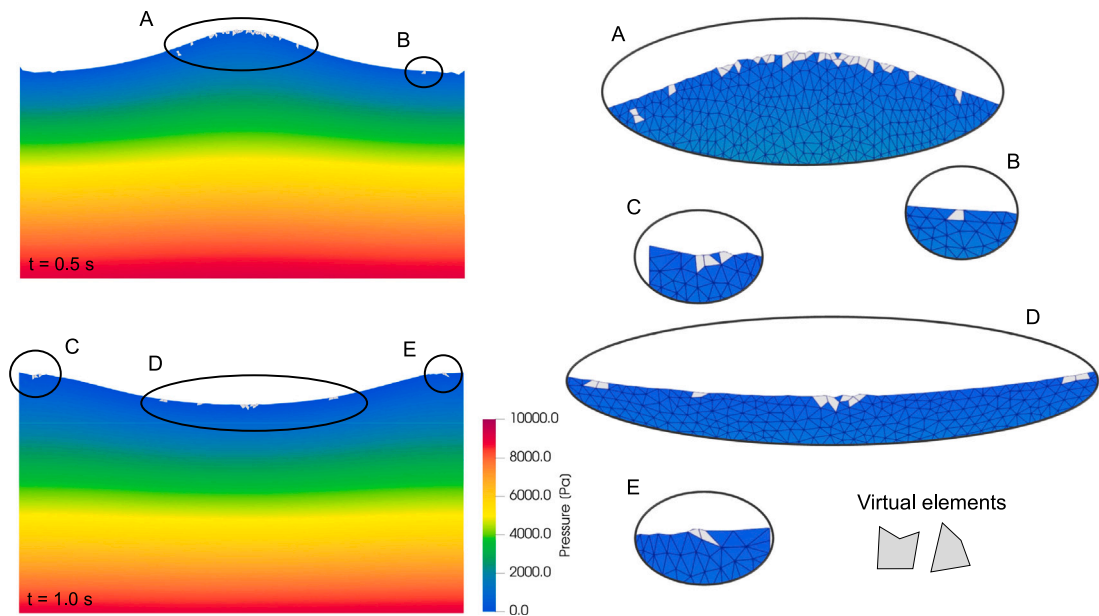 A
B
t = 0.5 s
A
B
C
C
D
E
t = 1.0 s
10000.0
8000.0
6000.0
4000.0
2000.0
0.0
Pressure (Pa)
D
E
Virtual elements